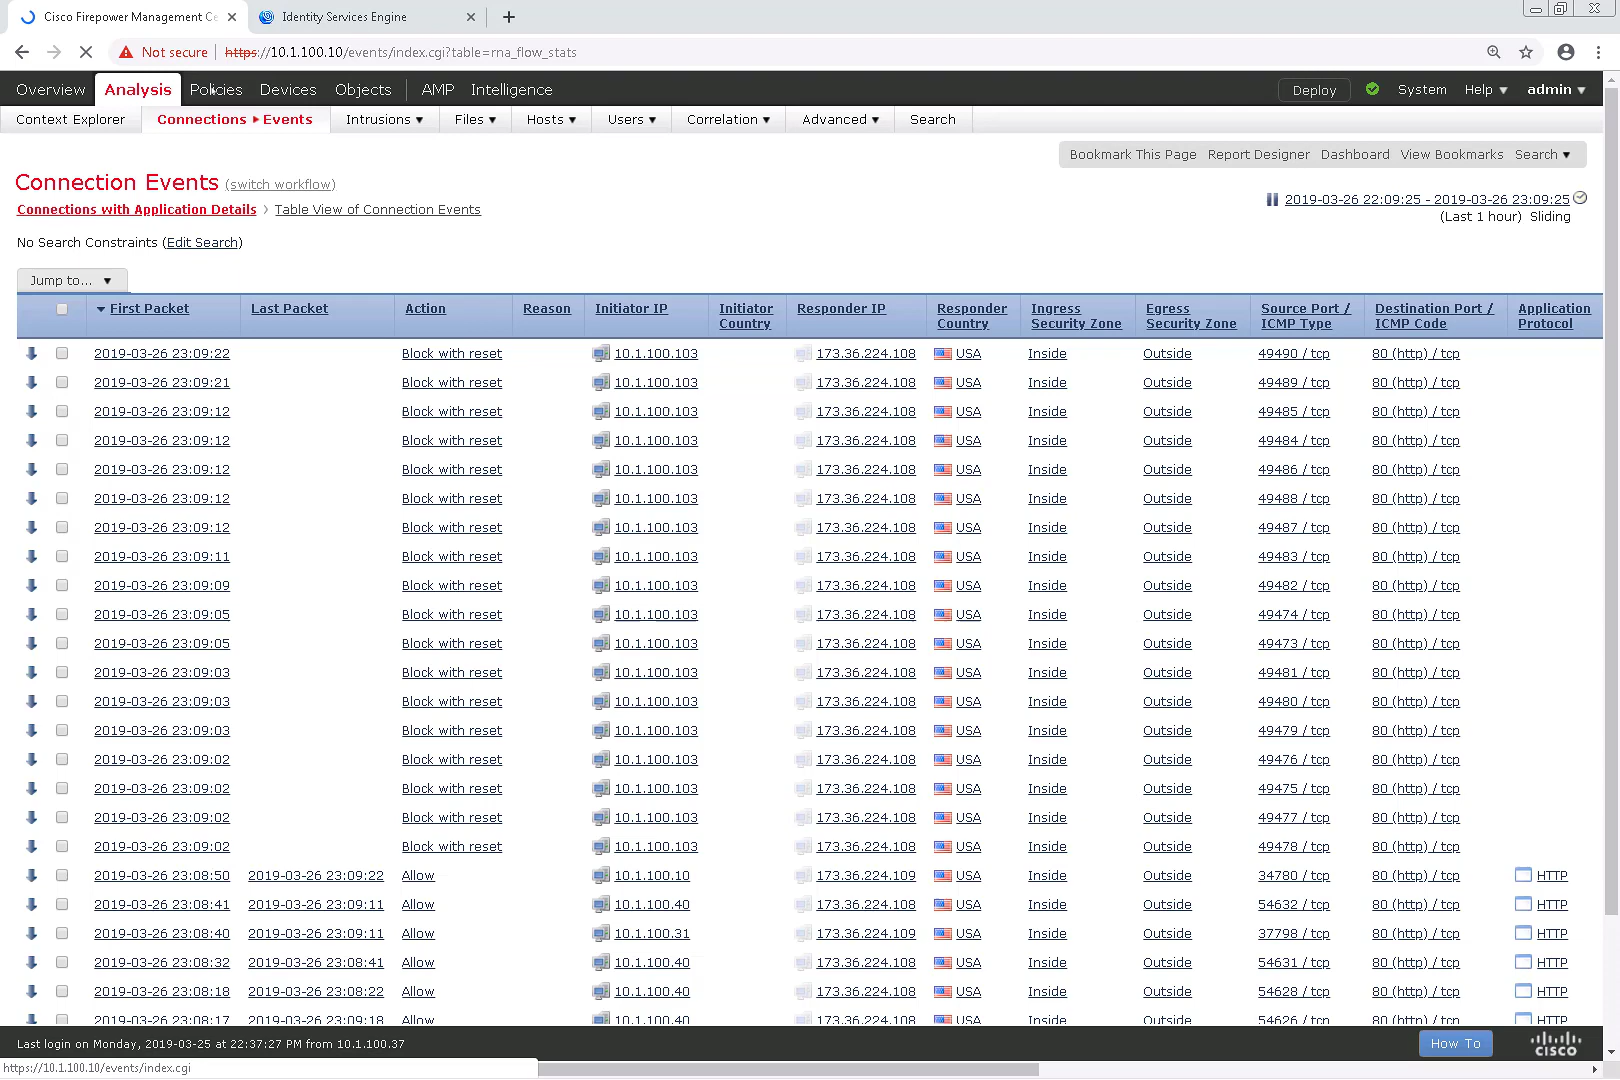 Cisco Firepower Management Ce
Identity Services Engine
Not secure https://10.1.100.10/events/index.cgi?table=rna_flow_stats
Overview Analysis Policies Devices Objects AMP Intelligence Deploy System Help admin
Context Explorer Connections Events Intrusions Files Hosts Users Correlation Advanced Search
Bookmark This Page Report Designer Dashboard View Bookmarks Search
Connection Events (switch workflow)
2019-03-26 22:09:25 - 2019-03-26 23:09:25
Connections with Application Details > Table View of Connection Events
(Last 1 hour) Sliding
No Search Constraints (Edit Search)
Jump to...
First Packet Last Packet Action Reason Initiator IP Initiator Country Responder IP Responder Country Ingress Security Zone Egress Security Zone Source Port / ICMP Type Destination Port / ICMP Code Application Protocol
2019-03-26 23:09:22 Block with reset 10.1.100.103 173.36.224.108 USA Inside Outside 49490 / tcp 80 (http) / tcp
2019-03-26 23:09:21 Block with reset 10.1.100.103 173.36.224.108 USA Inside Outside 49489 / tcp 80 (http) / tcp
2019-03-26 23:09:12 Block with reset 10.1.100.103 173.36.224.108 USA Inside Outside 49485 / tcp 80 (http) / tcp
2019-03-26 23:09:12 Block with reset 10.1.100.103 173.36.224.108 USA Inside Outside 49484 / tcp 80 (http) / tcp
2019-03-26 23:09:12 Block with reset 10.1.100.103 173.36.224.108 USA Inside Outside 49486 / tcp 80 (http) / tcp
2019-03-26 23:09:12 Block with reset 10.1.100.103 173.36.224.108 USA Inside Outside 49488 / tcp 80 (http) / tcp
2019-03-26 23:09:12 Block with reset 10.1.100.103 173.36.224.108 USA Inside Outside 49487 / tcp 80 (http) / tcp
2019-03-26 23:09:11 Block with reset 10.1.100.103 173.36.224.108 USA Inside Outside 49483 / tcp 80 (http) / tcp
2019-03-26 23:09:09 Block with reset 10.1.100.103 173.36.224.108 USA Inside Outside 49482 / tcp 80 (http) / tcp
2019-03-26 23:09:05 Block with reset 10.1.100.103 173.36.224.108 USA Inside Outside 49474 / tcp 80 (http) / tcp
2019-03-26 23:09:05 Block with reset 10.1.100.103 173.36.224.108 USA Inside Outside 49473 / tcp 80 (http) / tcp
2019-03-26 23:09:03 Block with reset 10.1.100.103 173.36.224.108 USA Inside Outside 49481 / tcp 80 (http) / tcp
2019-03-26 23:09:03 Block with reset 10.1.100.103 173.36.224.108 USA Inside Outside 49480 / tcp 80 (http) / tcp
2019-03-26 23:09:03 Block with reset 10.1.100.103 173.36.224.108 USA Inside Outside 49479 / tcp 80 (http) / tcp
2019-03-26 23:09:02 Block with reset 10.1.100.103 173.36.224.108 USA Inside Outside 49476 / tcp 80 (http) / tcp
2019-03-26 23:09:02 Block with reset 10.1.100.103 173.36.224.108 USA Inside Outside 49475 / tcp 80 (http) / tcp
2019-03-26 23:09:02 Block with reset 10.1.100.103 173.36.224.108 USA Inside Outside 49477 / tcp 80 (http) / tcp
2019-03-26 23:09:02 Block with reset 10.1.100.103 173.36.224.108 USA Inside Outside 49478 / tcp 80 (http) / tcp
2019-03-26 23:08:50 2019-03-26 23:09:22 Allow 10.1.100.10 173.36.224.109 USA Inside Outside 34780 / tcp 80 (http) / tcp HTTP
2019-03-26 23:08:41 2019-03-26 23:09:11 Allow 10.1.100.40 173.36.224.108 USA Inside Outside 54632 / tcp 80 (http) / tcp HTTP
2019-03-26 23:08:40 2019-03-26 23:09:11 Allow 10.1.100.31 173.36.224.109 USA Inside Outside 37798 / tcp 80 (http) / tcp HTTP
2019-03-26 23:08:32 2019-03-26 23:08:41 Allow 10.1.100.40 173.36.224.108 USA Inside Outside 54631 / tcp 80 (http) / tcp HTTP
2019-03-26 23:08:18 2019-03-26 23:08:22 Allow 10.1.100.40 173.36.224.108 USA Inside Outside 54628 / tcp 80 (http) / tcp HTTP
2019-03-26 23:08:17 2019-03-26 23:09:18 Allow 10.1.100.40 173.36.224.108 USA Inside Outside 54626 / tcp 80 (http) / tcp HTTP
Last login on Monday, 2019-03-25 at 22:37:27 PM from 10.1.100.37 How To CISCO
https://10.1.100.10/events/index.cgi